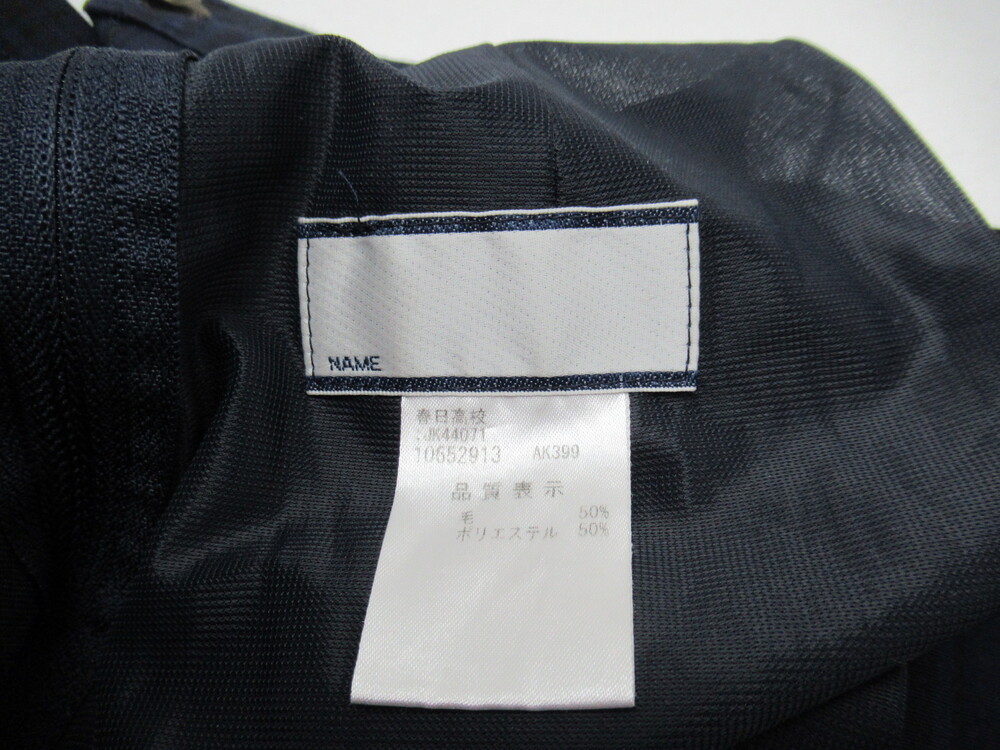 NAME
春日高校
.JK44071
10652913 AK399
品質表示
毛 50%
ポリエステル 50%